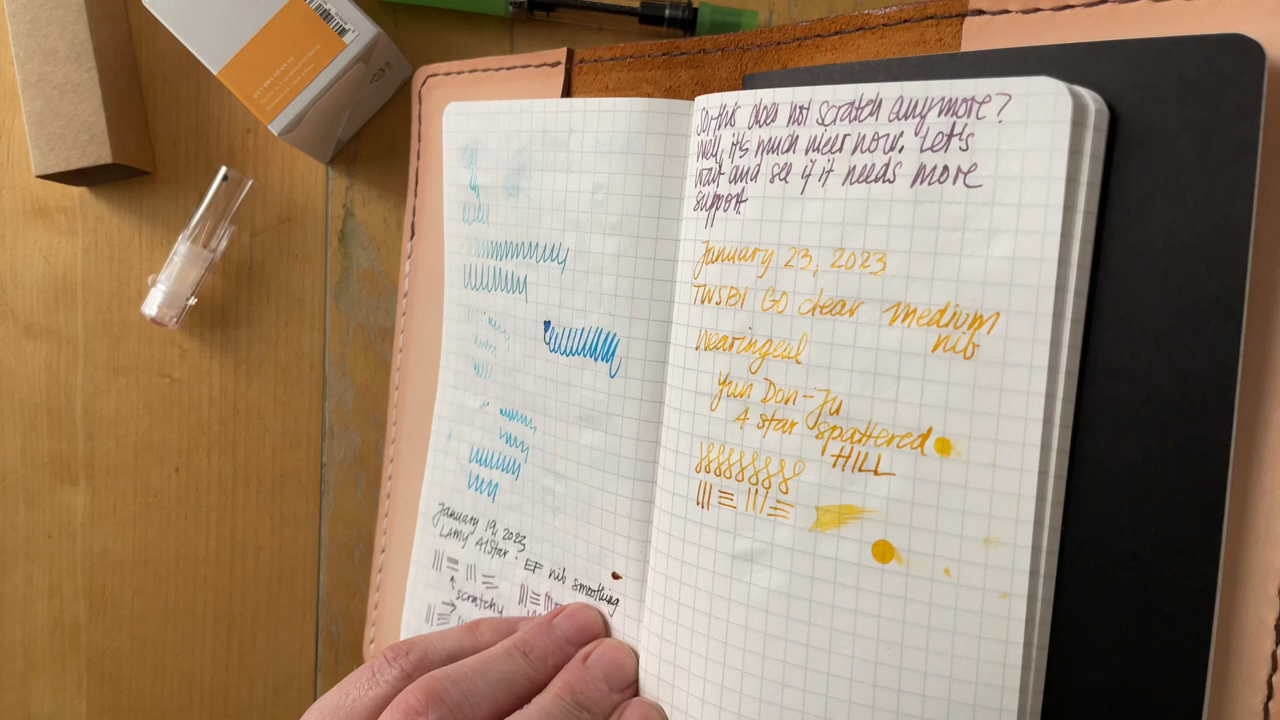 January 19, 2023
LAMY AlStar. EF nib smoothing
scratchy
So this does not scratch anymore?
Well, it's much nicer now. Let's
wait and see if it needs more
support.
January 23, 2023
TWSBI GO clear medium
nib
Wearingeul
Yun Don-Ju
A star spattered
HILL